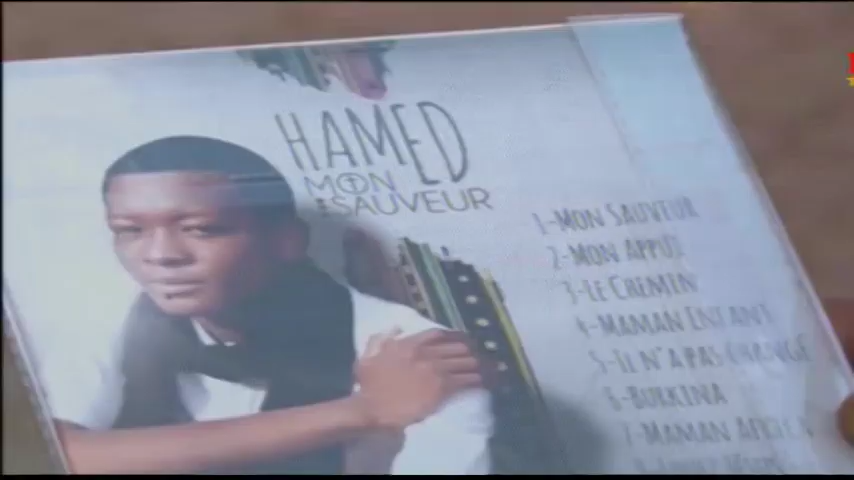 HAMED
MON
SAUVEUR
1-MON SAUVEUR
2-MON APPUI
3-LE CHEMIN
4-MAMAN ENFANT
5-IL N'A PAS CHANGÉ
6-BURKINA
7-MAMAN AFRICA